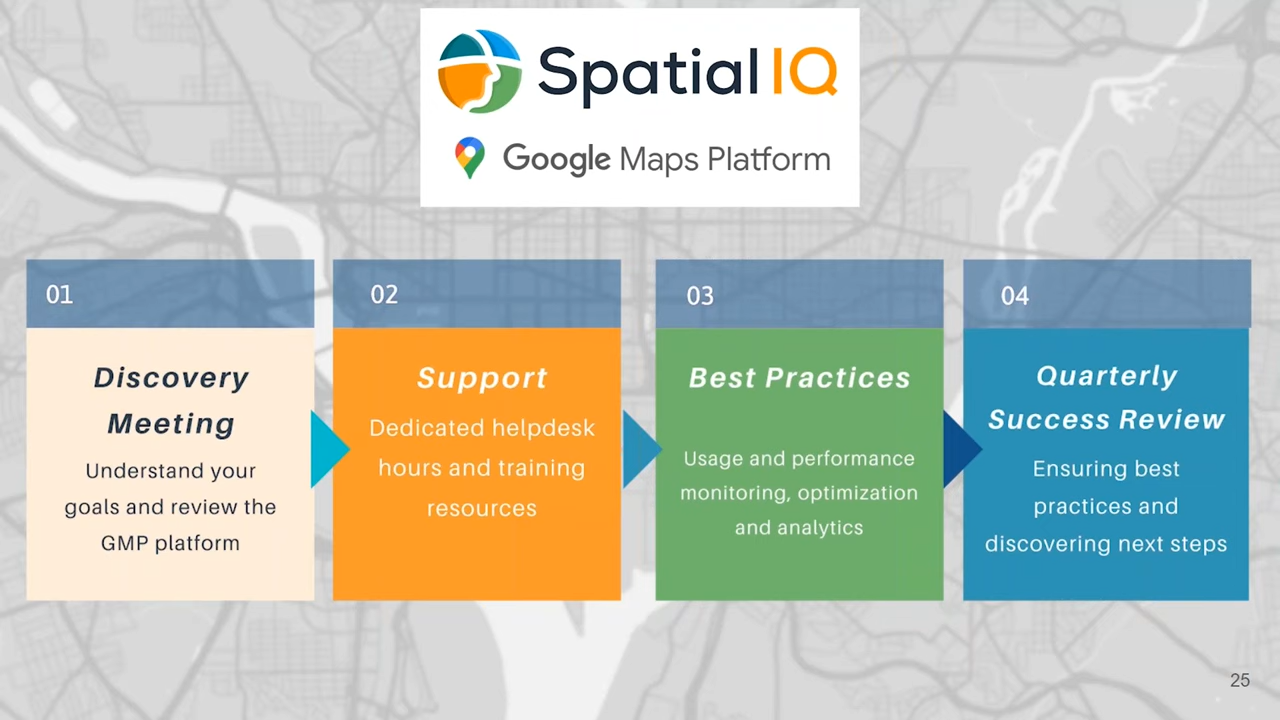 Spatial IQ
Google Maps Platform
01
Discovery
Meeting
Understand your
goals and review the
GMP platform
02
Support
Dedicated helpdesk
hours and training
resources
03
Best Practices
Usage and performance
monitoring, optimization
and analytics
04
Quarterly
Success Review
Ensuring best
practices and
discovering next steps
25